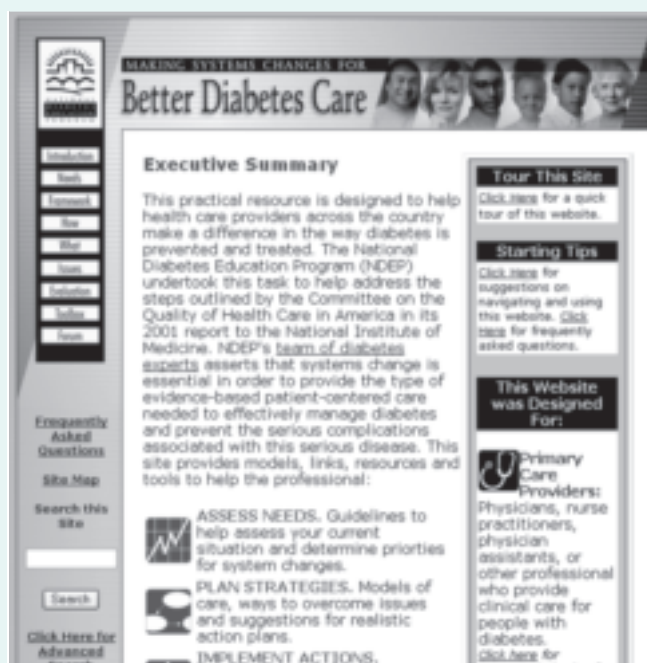 MAKING SYSTEMS CHANGES FOR
Better Diabetes Care
Introduction
Needs
Framework
How
What
Issues
Evaluation
Toolbox
Forum
Frequently
Asked
Questions
Site Map
Search this
Site
Search
Click Here for
Advanced
Executive Summary
This practical resource is designed to help
health care providers across the country
make a difference in the way diabetes is
prevented and treated. The National
Diabetes Education Program (NDEP)
undertook this task to help address the
steps outlined by the Committee on the
Quality of Health Care in America in its
2001 report to the National Institute of
Medicine. NDEP's team of diabetes
experts asserts that systems change is
essential in order to provide the type of
evidence-based patient-centered care
needed to effectively manage diabetes
and prevent the serious complications
associated with this serious disease. This
site provides models, links, resources and
tools to help the professional:
ASSESS NEEDS. Guidelines to
help assess your current
situation and determine priorties
for system changes.
PLAN STRATEGIES. Models of
care, ways to overcome issues
and suggestions for realistic
action plans.
IMPLEMENT ACTIONS.
Tour This Site
Click Here for a quick
tour of this website.
Starting Tips
Click Here for
suggestions on
navigating and using
this website. Click
Here for frequently
asked questions.
This Website
was Designed
For:
Primary
Care
Providers:
Physicians, nurse
practitioners,
physician
assistants, or
other professional
who provide
clinical care for
people with
diabetes.
Click here for